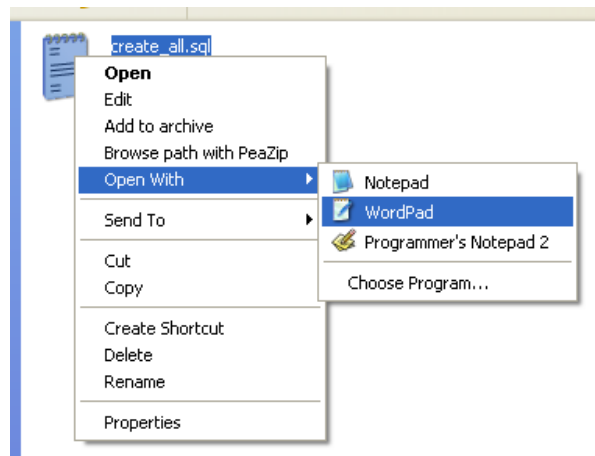 create_all.sql
Open
Edit
Add to archive
Browse path with PeaZip
Open With
Notepad
WordPad
Programmer's Notepad 2
Choose Program...
Send To
Cut
Copy
Create Shortcut
Delete
Rename
Properties